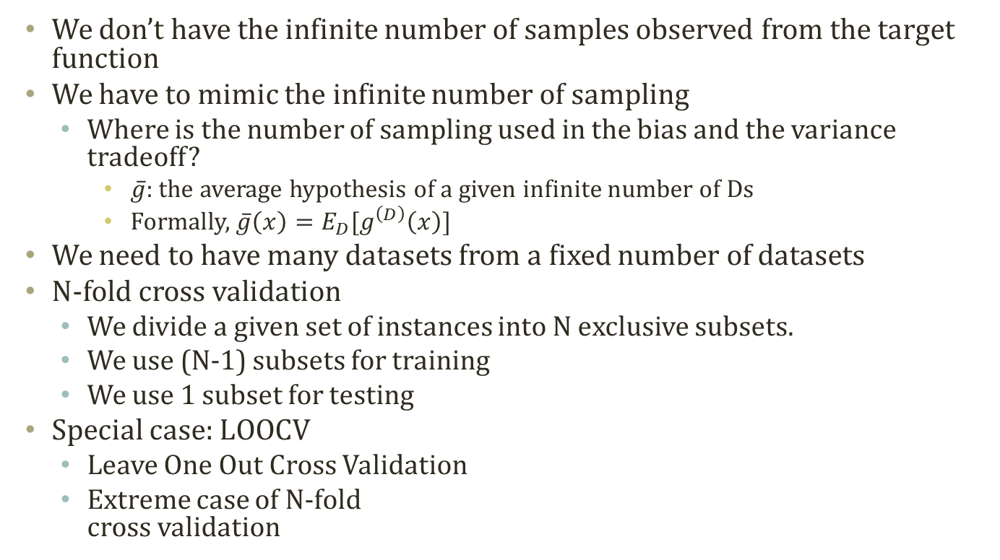 • We don’t have the infinite number of samples observed from the target
function
• We have to mimic the infinite number of sampling
• Where is the number of sampling used in the bias and the variance
tradeoff?
• ḡ: the average hypothesis of a given infinite number of Ds
• Formally, ḡ(x) = E_D[g^(D)(x)]
• We need to have many datasets from a fixed number of datasets
• N-fold cross validation
• We divide a given set of instances into N exclusive subsets.
• We use (N-1) subsets for training
• We use 1 subset for testing
• Special case: LOOCV
• Leave One Out Cross Validation
• Extreme case of N-fold
cross validation